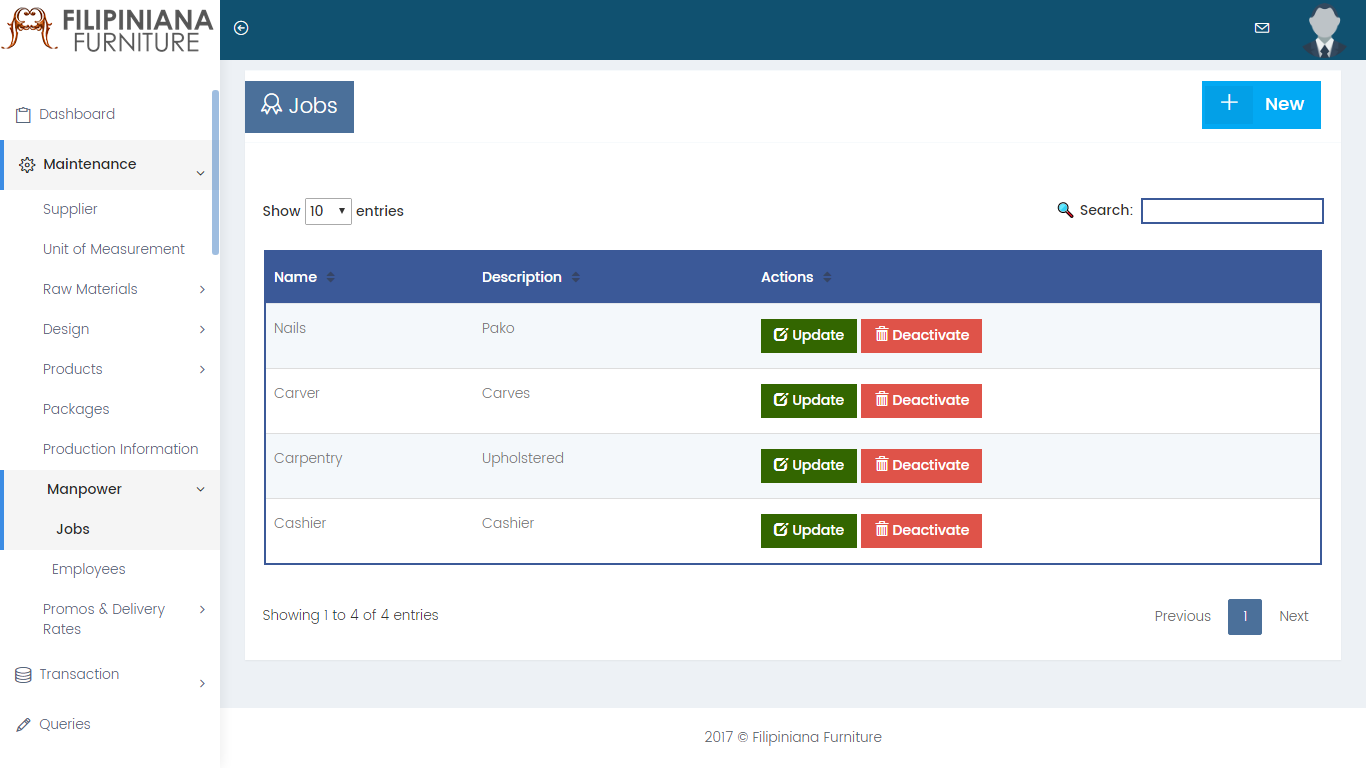 FILIPINIANA
FURNITURE
Dashboard
Maintenance
Supplier
Unit of Measurement
Raw Materials
Design
Products
Packages
Production Information
Manpower
Jobs
Employees
Promos & Delivery
Rates
Transaction
Queries
Jobs
New
Show 10 entries
Search:
Name Description Actions
Nails Pako Update Deactivate
Carver Carves Update Deactivate
Carpentry Upholstered Update Deactivate
Cashier Cashier Update Deactivate
Showing 1 to 4 of 4 entries
Previous 1 Next
2017 © Filipiniana Furniture